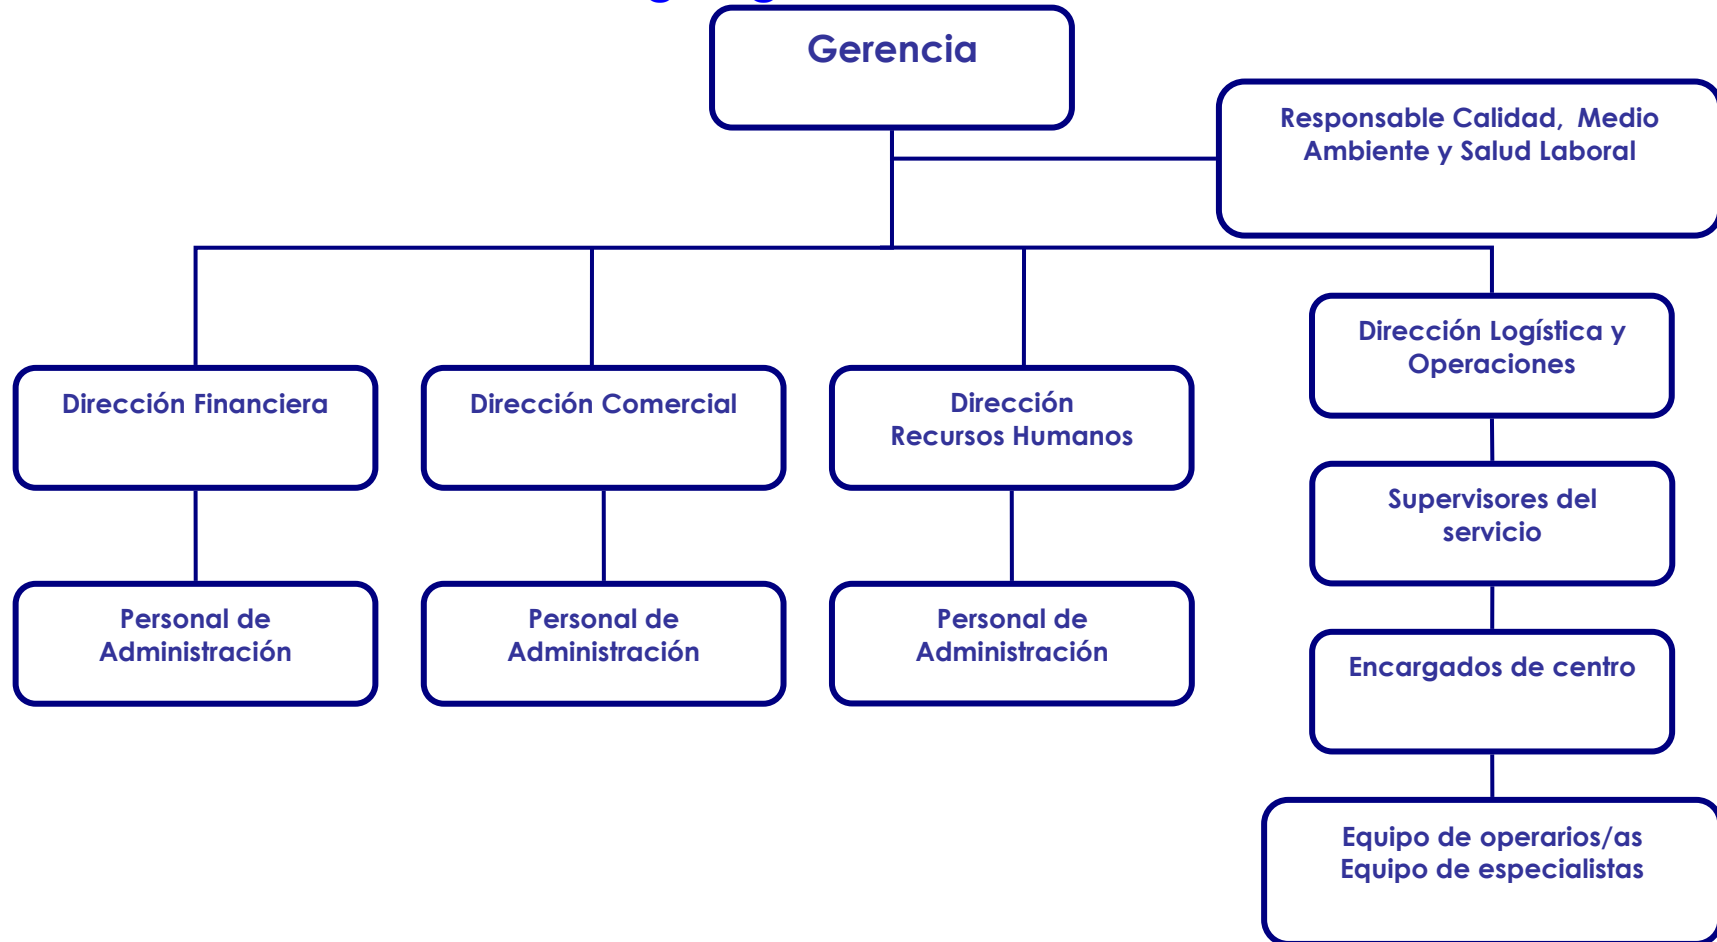 Gerencia
Responsable Calidad, Medio
Ambiente y Salud Laboral
Dirección Logística y
Operaciones
Dirección Financiera
Dirección Comercial
Dirección
Recursos Humanos
Supervisores del
servicio
Personal de
Administración
Personal de
Administración
Personal de
Administración
Encargados de centro
Equipo de operarios/as
Equipo de especialistas